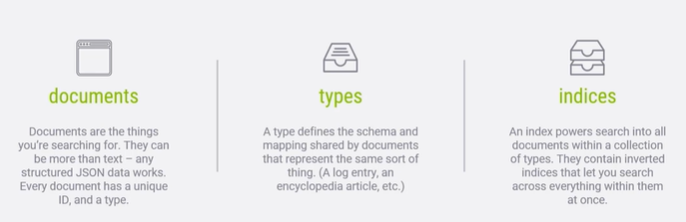 documents
Documents are the things
you're searching for. They can
be more than text – any
structured JSON data works.
Every document has a unique
ID, and a type.
types
A type defines the schema and
mapping shared by documents
that represent the same sort of
thing. (A log entry, an
encyclopedia article, etc.)
indices
An index powers search into all
documents within a collection
of types. They contain inverted
indices that let you search
across everything within them
at once.